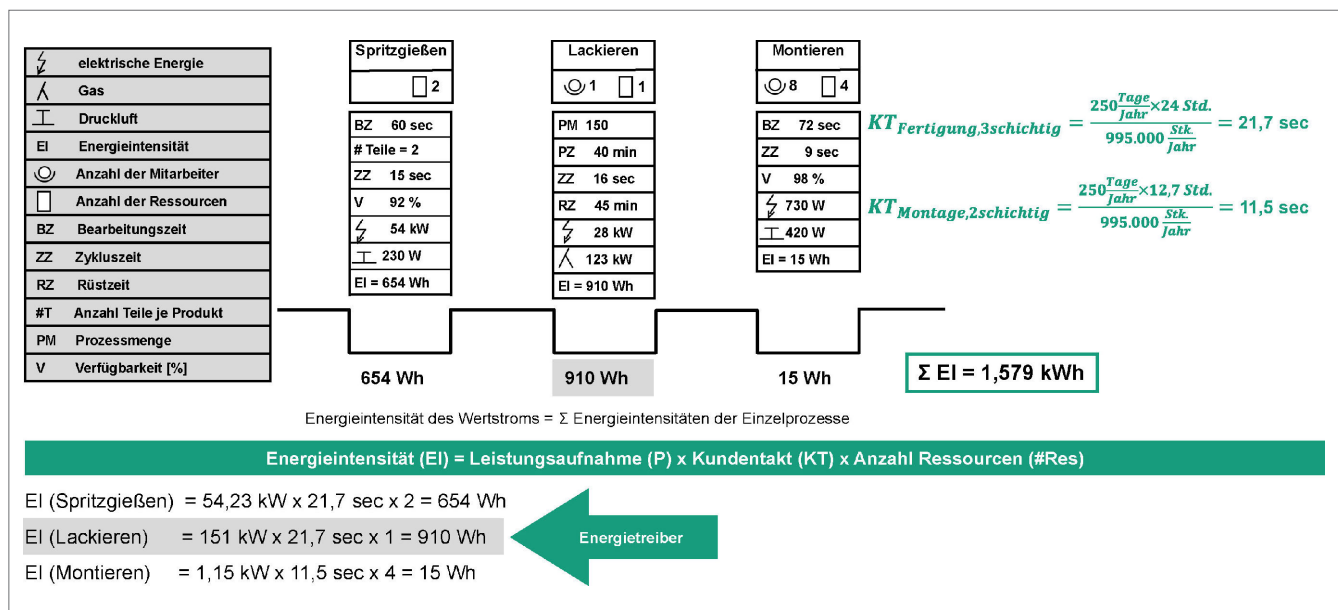 elektrische Energie
Gas
Druckluft
EI Energieintensität
Anzahl der Mitarbeiter
Anzahl der Ressourcen
BZ Bearbeitungszeit
ZZ Zykluszeit
RZ Rüstzeit
#T Anzahl Teile je Produkt
PM Prozessmenge
V Verfügbarkeit [%]
Spritzgießen
2
BZ 60 sec
# Teile = 2
ZZ 15 sec
V 92 %
54 kW
230 W
EI = 654 Wh
Lackieren
1 1
PM 150
PZ 40 min
ZZ 16 sec
RZ 45 min
28 kW
123 kW
EI = 910 Wh
Montieren
8 4
BZ 72 sec
ZZ 9 sec
V 98 %
730 W
420 W
EI = 15 Wh
KT Fertigung,3schichtig = 250 Tage/Jahr × 24 Std. / 995.000 Stk./Jahr = 21,7 sec
KT Montage,2schichtig = 250 Tage/Jahr × 12,7 Std. / 995.000 Stk./Jahr = 11,5 sec
654 Wh 910 Wh 15 Wh
Σ EI = 1,579 kWh
Energieintensität des Wertstroms = Σ Energieintensitäten der Einzelprozesse
Energieintensität (EI) = Leistungsaufnahme (P) x Kundentakt (KT) x Anzahl Ressourcen (#Res)
EI (Spritzgießen) = 54,23 kW x 21,7 sec x 2 = 654 Wh
EI (Lackieren) = 151 kW x 21,7 sec x 1 = 910 Wh
Energietreiber
EI (Montieren) = 1,15 kW x 11,5 sec x 4 = 15 Wh